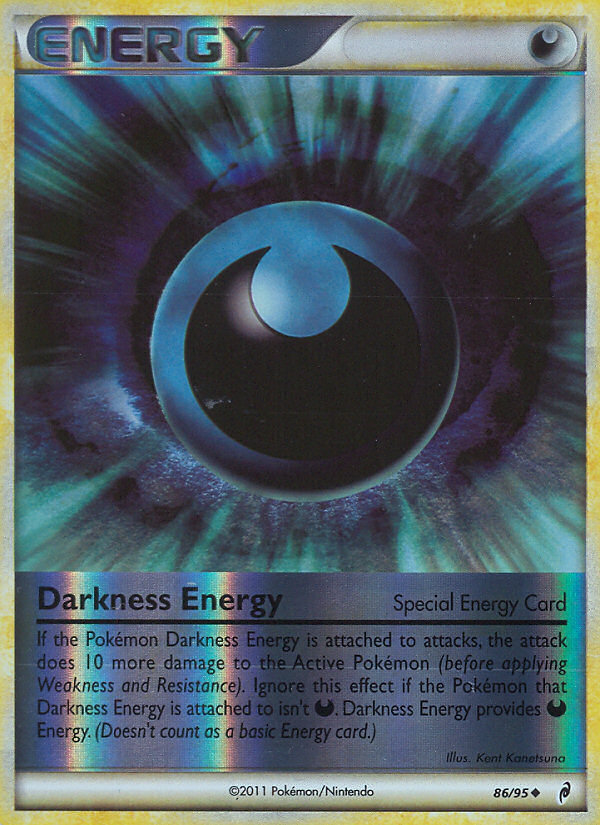 ENERGY
Darkness Energy
Special Energy Card
If the Pokémon Darkness Energy is attached to attacks, the attack
does 10 more damage to the Active Pokémon (before applying
Weakness and Resistance). Ignore this effect if the Pokémon that
Darkness Energy is attached to isn't . Darkness Energy provides
Energy. (Doesn't count as a basic Energy card.)
Illus. Kent Kanetsuna
©2011 Pokémon/Nintendo
86/95